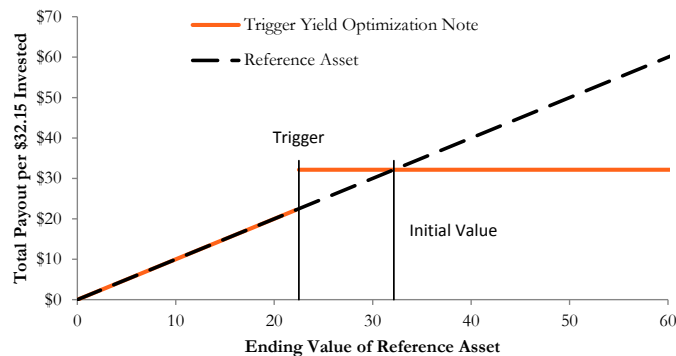 Trigger Yield Optimization Note
Reference Asset
Total Payout per $32.15 Invested
$70
$60
$50
$40
$30
$20
$10
$0
Trigger
Initial Value
0
10
20
30
40
50
60
Ending Value of Reference Asset